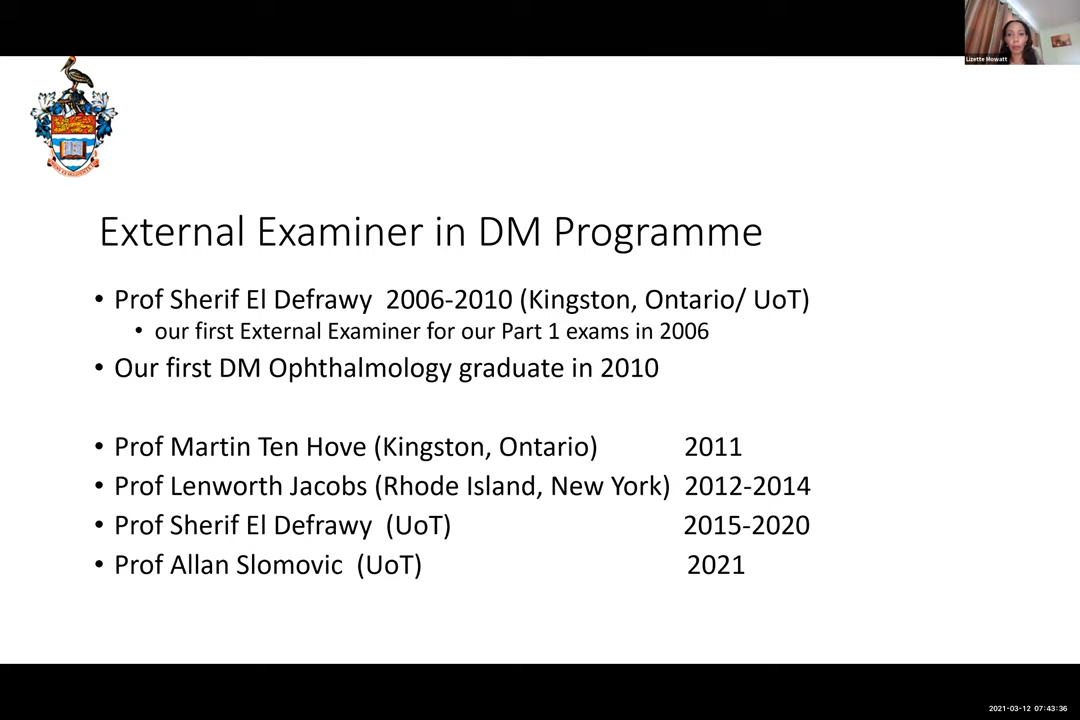 Lizette Mowatt
External Examiner in DM Programme
• Prof Sherif El Defrawy 2006-2010 (Kingston, Ontario/ UoT)
• our first External Examiner for our Part 1 exams in 2006
• Our first DM Ophthalmology graduate in 2010
• Prof Martin Ten Hove (Kingston, Ontario) 2011
• Prof Lenworth Jacobs (Rhode Island, New York) 2012-2014
• Prof Sherif El Defrawy (UoT) 2015-2020
• Prof Allan Slomovic (UoT) 2021
2021-03-12 07:43:36